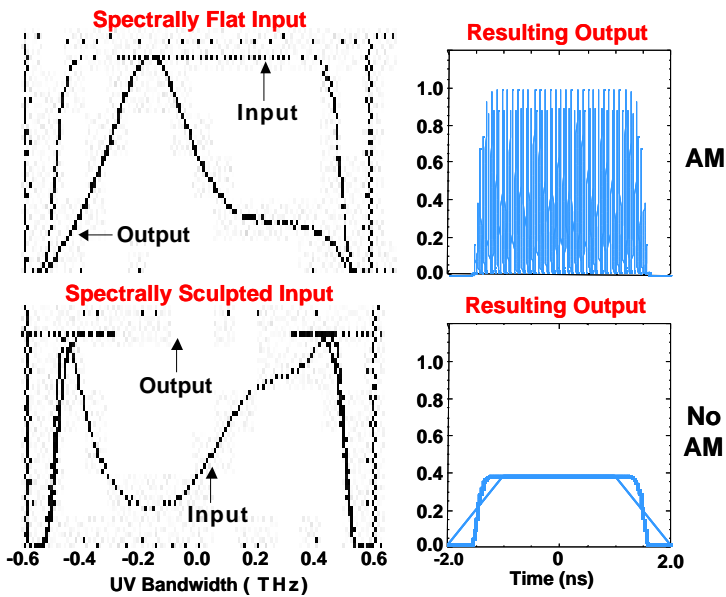 Spectrally Flat Input
Input
Output
Resulting Output
1.0
0.8
0.6
0.4
0.2
0.0
AM
Spectrally Sculpted Input
Output
Input
-0.6 -0.4 -0.2 0.0 0.2 0.4 0.6
UV Bandwidth ( THz)
Resulting Output
1.0
0.8
0.6
0.4
0.2
0.0
-2.0 0 2.0
Time (ns)
No
AM